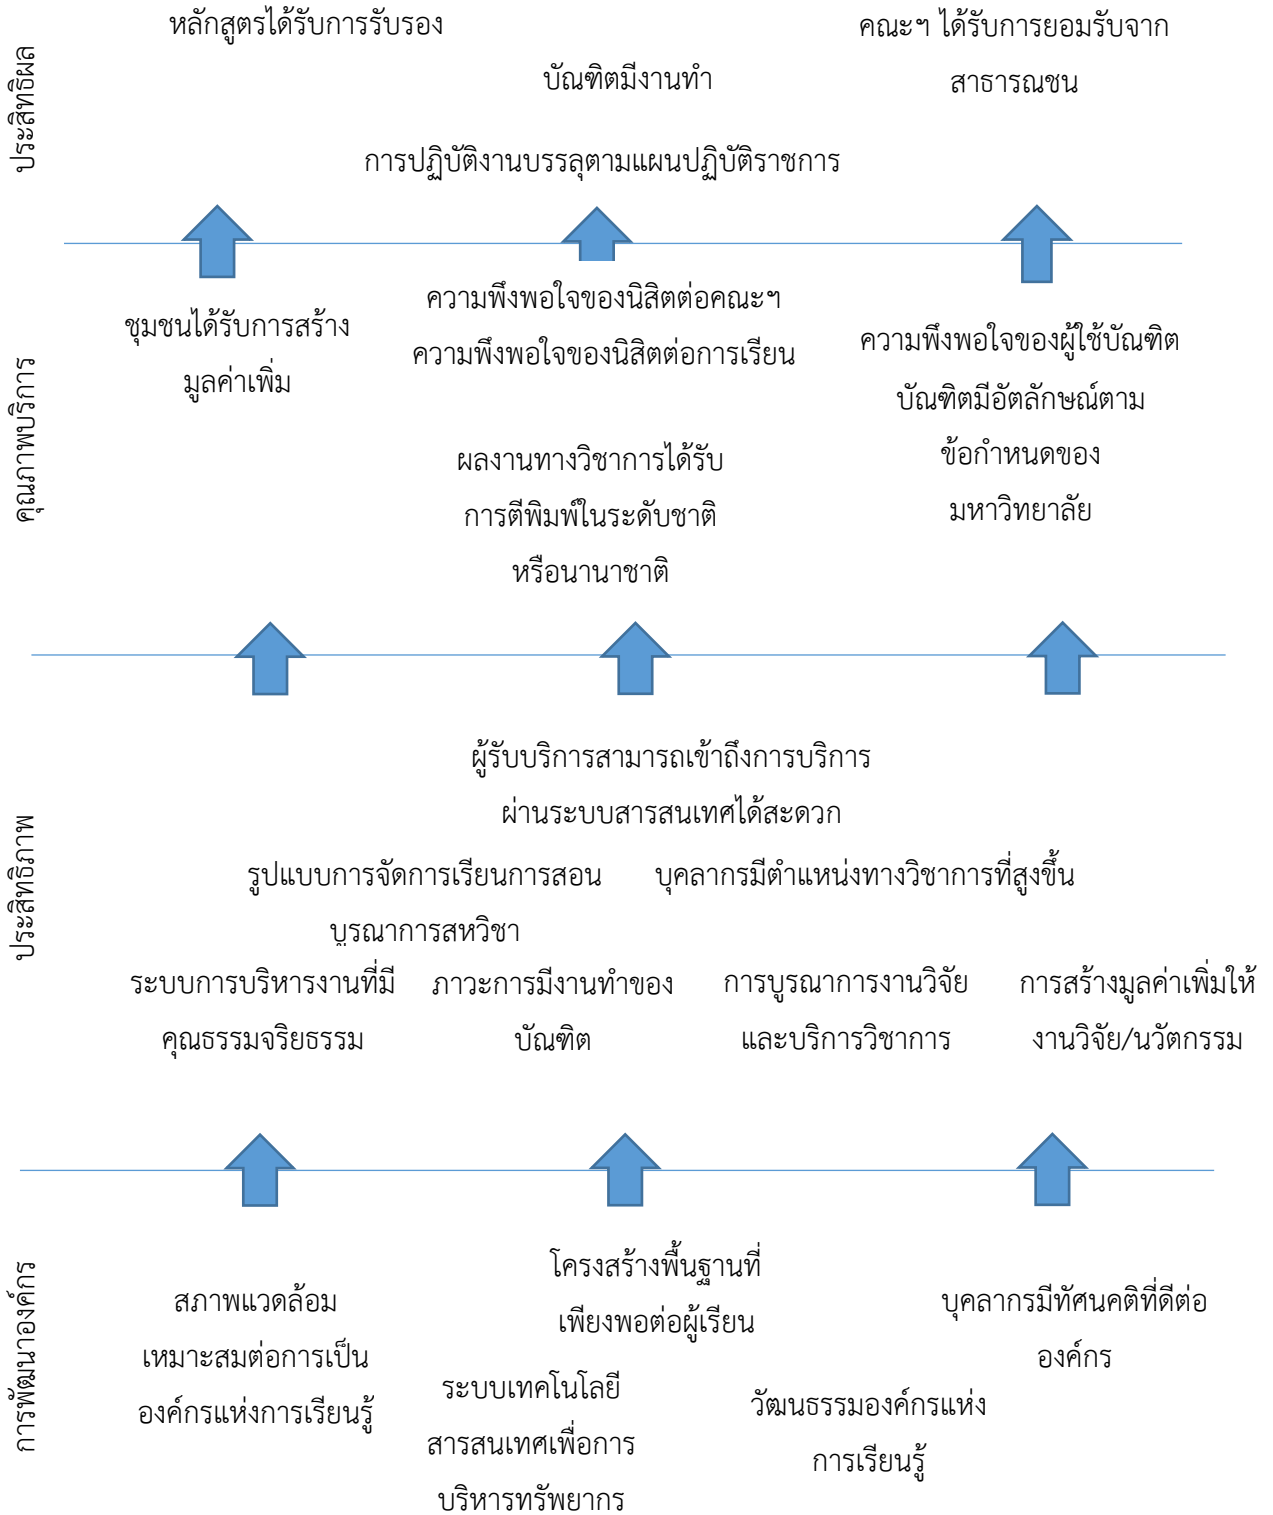 ประสิทธิผล
หลักสูตรได้รับการรับรอง
บัณฑิตมีงานทำ
คณะฯ ได้รับการยอมรับจาก
สาธารณชน
การปฏิบัติงานบรรลุตามแผนปฏิบัติราชการ
คุณภาพบริการ
ชุมชนได้รับการสร้าง
มูลค่าเพิ่ม
ความพึงพอใจของนิสิตต่อคณะฯ
ความพึงพอใจของนิสิตต่อการเรียน
ผลงานทางวิชาการได้รับ
การตีพิมพ์ในระดับชาติ
หรือนานาชาติ
ความพึงพอใจของผู้ใช้บัณฑิต
บัณฑิตมีอัตลักษณ์ตาม
ข้อกำหนดของ
มหาวิทยาลัย
ประสิทธิภาพ
ผู้รับบริการสามารถเข้าถึงการบริการ
ผ่านระบบสารสนเทศได้สะดวก
รูปแบบการจัดการเรียนการสอน
บูรณาการสหวิชา
บุคลากรมีตำแหน่งทางวิชาการที่สูงขึ้น
ระบบการบริหารงานที่มี
คุณธรรมจริยธรรม
ภาวะการมีงานทำของ
บัณฑิต
การบูรณาการงานวิจัย
และบริการวิชาการ
การสร้างมูลค่าเพิ่มให้
งานวิจัย/นวัตกรรม
การพัฒนาองค์กร
สภาพแวดล้อม
เหมาะสมต่อการเป็น
องค์กรแห่งการเรียนรู้
โครงสร้างพื้นฐานที่
เพียงพอต่อผู้เรียน
ระบบเทคโนโลยี
สารสนเทศเพื่อการ
บริหารทรัพยากร
วัฒนธรรมองค์กรแห่ง
การเรียนรู้
บุคลากรมีทัศนคติที่ดีต่อ
องค์กร